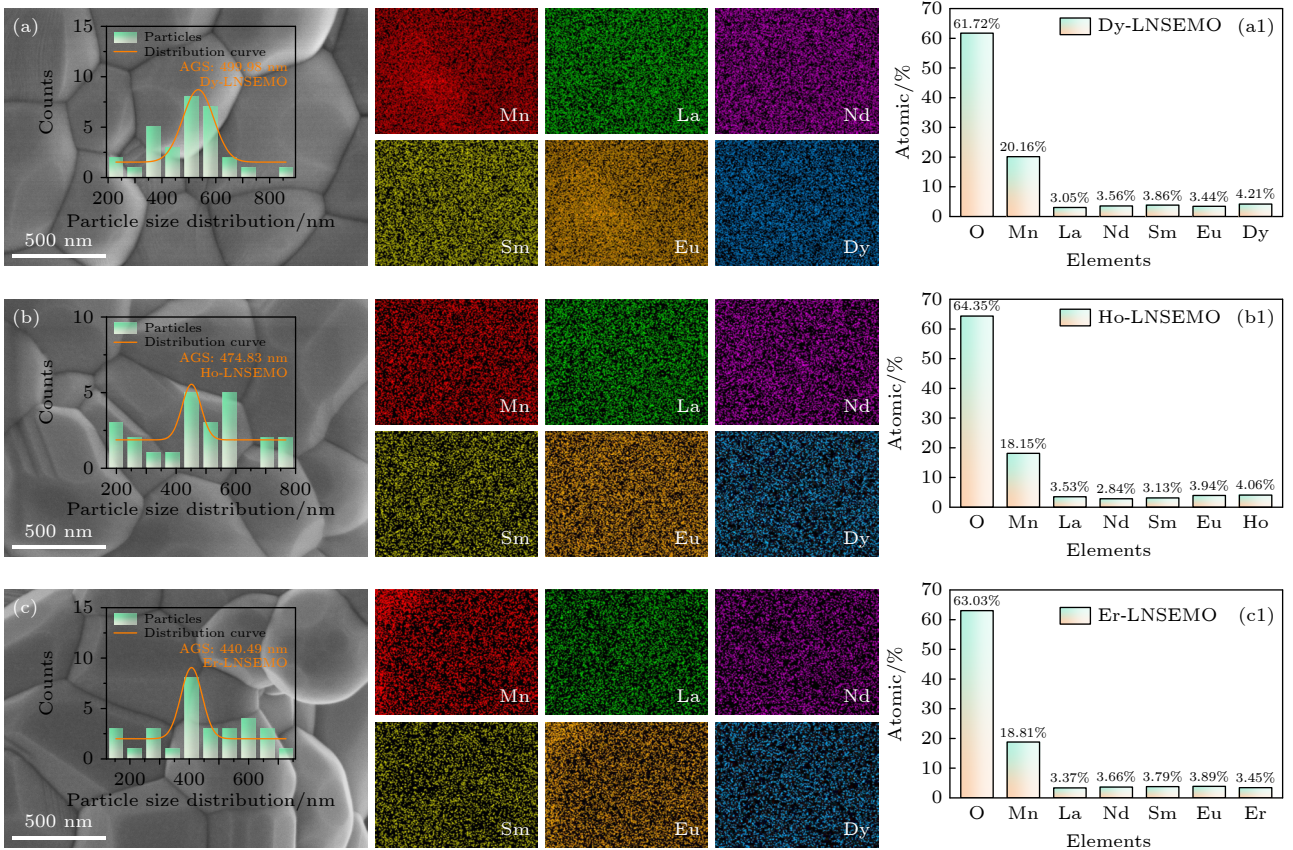 (a)
15
10
5
0
Counts
Particles
Distribution curve
AGS: 499.98 nm
Dy-LNSEMO
200 400 600 800
Particle size distribution/nm
500 nm
Mn
La
Nd
Sm
Eu
Dy
Dy-LNSEMO (a1)
Atomic/%
70
60
50
40
30
20
10
0
61.72%
20.16%
3.05%
3.56%
3.86%
3.44%
4.21%
O Mn La Nd Sm Eu Dy
Elements
(b)
10
5
0
Counts
Particles
Distribution curve
AGS: 474.83 nm
Ho-LNSEMO
200 400 600 800
Particle size distribution/nm
500 nm
Mn
La
Nd
Sm
Eu
Dy
Ho-LNSEMO (b1)
Atomic/%
70
60
50
40
30
20
10
0
64.35%
18.15%
3.53%
2.84%
3.13%
3.94%
4.06%
O Mn La Nd Sm Eu Ho
Elements
(c)
15
10
5
0
Counts
Particles
Distribution curve
AGS: 440.49 nm
Er-LNSEMO
200 400 600
Particle size distribution/nm
500 nm
Mn
La
Nd
Sm
Eu
Dy
Er-LNSEMO (c1)
Atomic/%
70
60
50
40
30
20
10
0
63.03%
18.81%
3.37%
3.66%
3.79%
3.89%
3.45%
O Mn La Nd Sm Eu Er
Elements